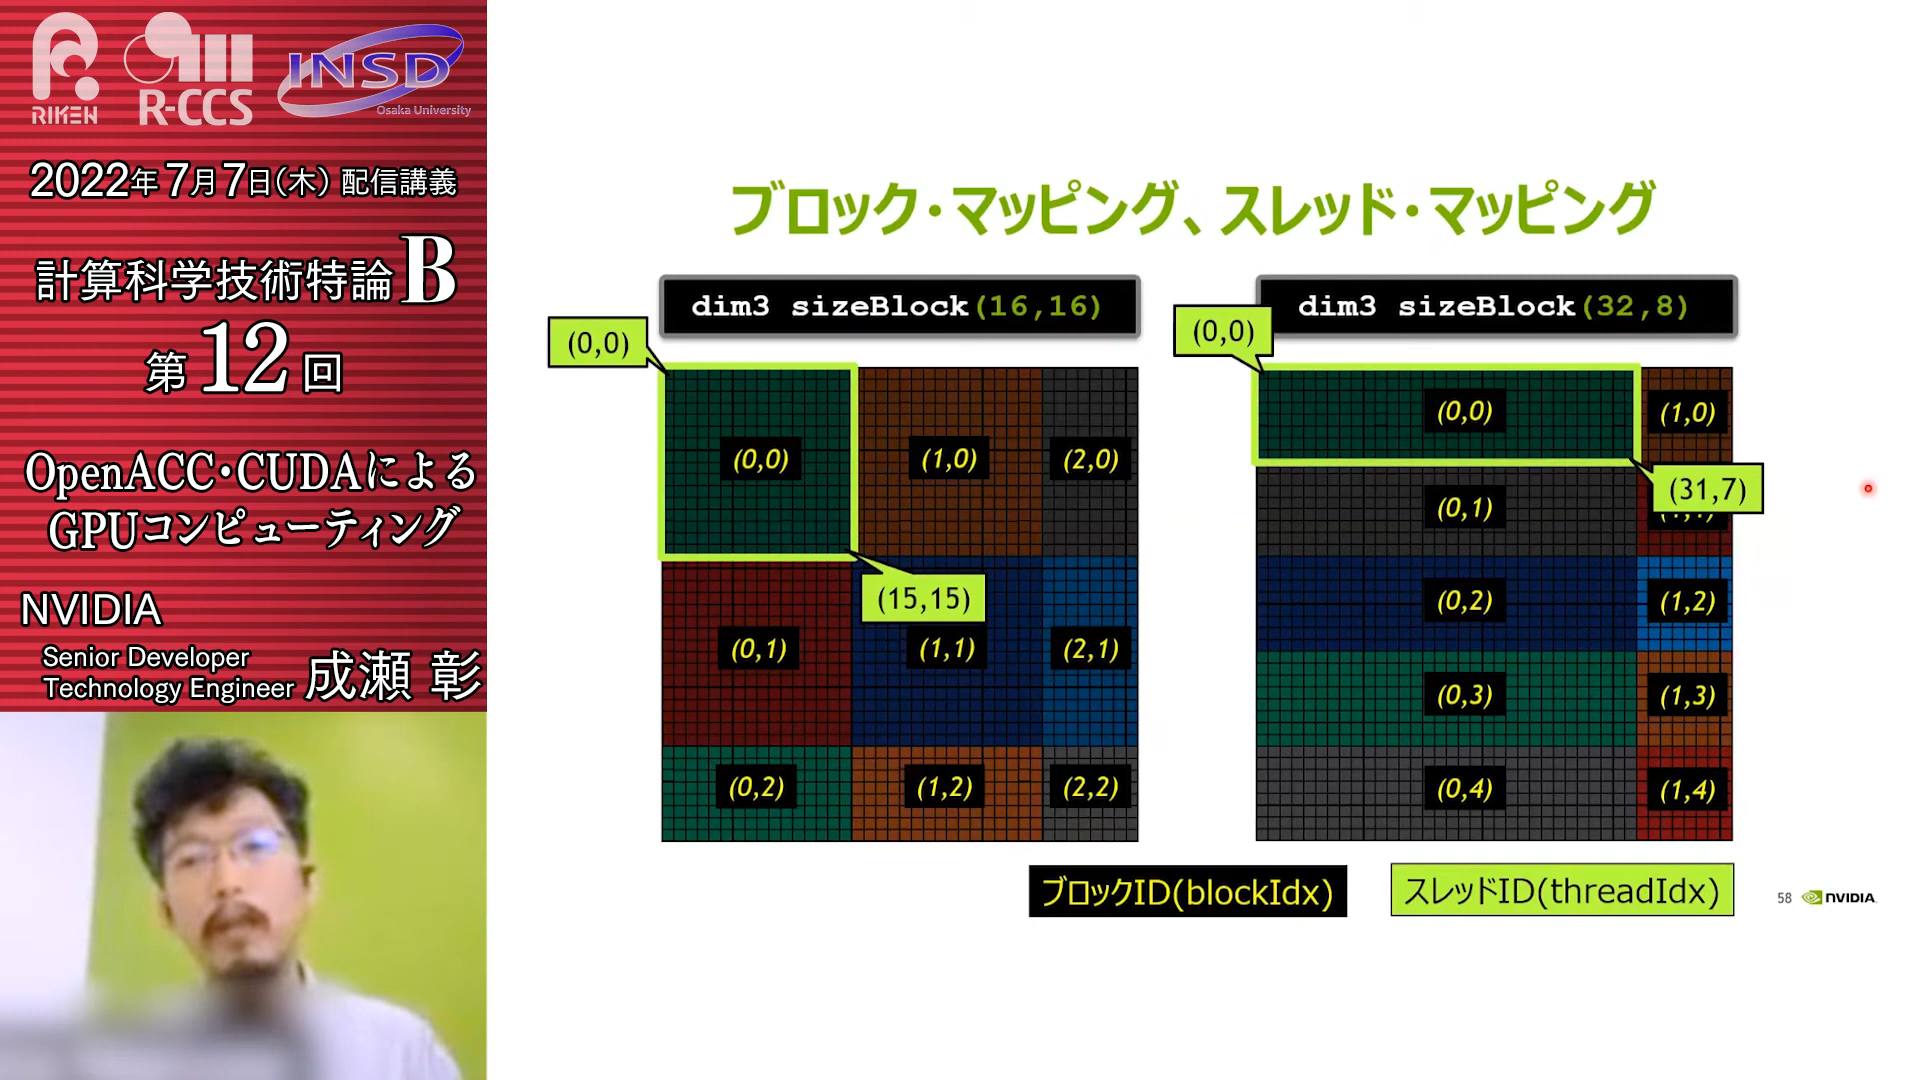 RIKEN
R-CCS
INSD
Osaka University
2022年7月7日(木) 配信講義
計算科学技術特論B
第12回
OpenACC・CUDAによる
GPUコンピューティング
NVIDIA
Senior Developer
Technology Engineer 成瀬 彰
ブロック・マッピング、スレッド・マッピング
dim3 sizeBlock(16,16)
(0,0)
(0,0)
(1,0)
(2,0)
(15,15)
(0,1)
(1,1)
(2,1)
(0,2)
(1,2)
(2,2)
dim3 sizeBlock(32,8)
(0,0)
(0,0)
(1,0)
(31,7)
(0,1)
(0,2)
(1,2)
(0,3)
(1,3)
(0,4)
(1,4)
ブロックID(blockIdx)
スレッドID(threadIdx)
58
NVIDIA